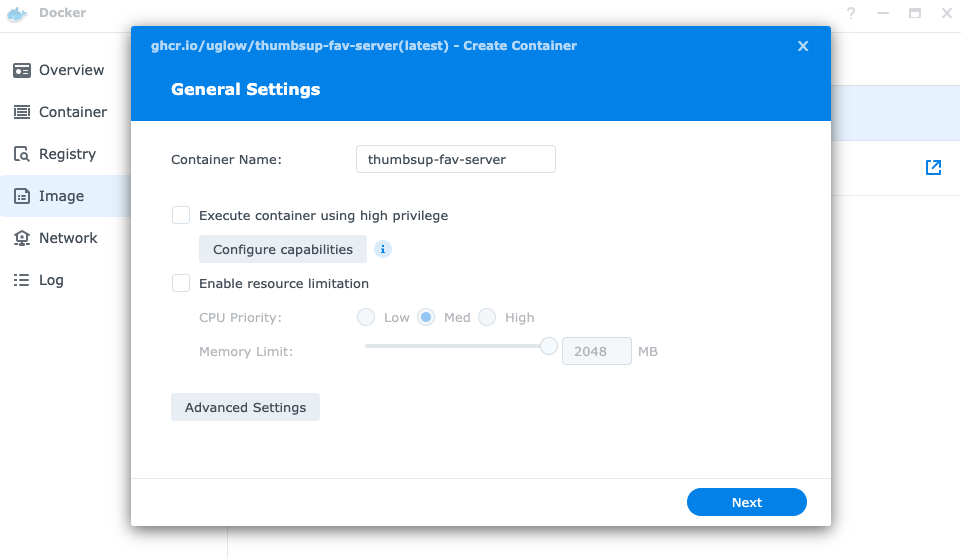 Docker
?
Overview
Container
Registry
Image
Network
Log
ghcr.io/uglow/thumbsup-fav-server(latest) - Create Container
General Settings
Container Name: thumbsup-fav-server
Execute container using high privilege
Configure capabilities i
Enable resource limitation
CPU Priority: Low Med High
Memory Limit: 2048 MB
Advanced Settings
Next